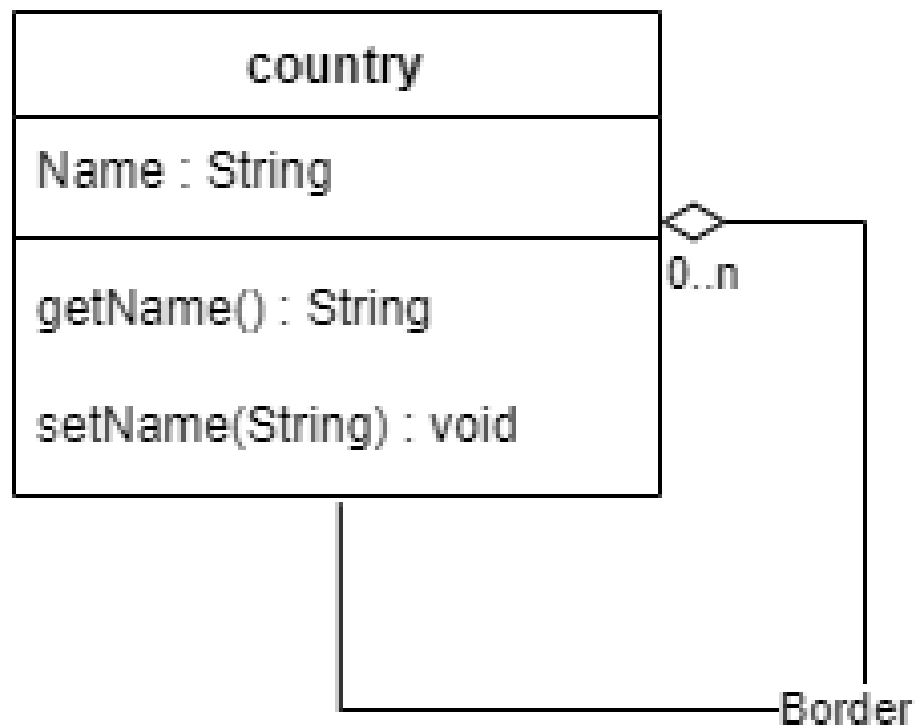 country
Name : String
0..n
getName() : String
setName(String) : void
Border